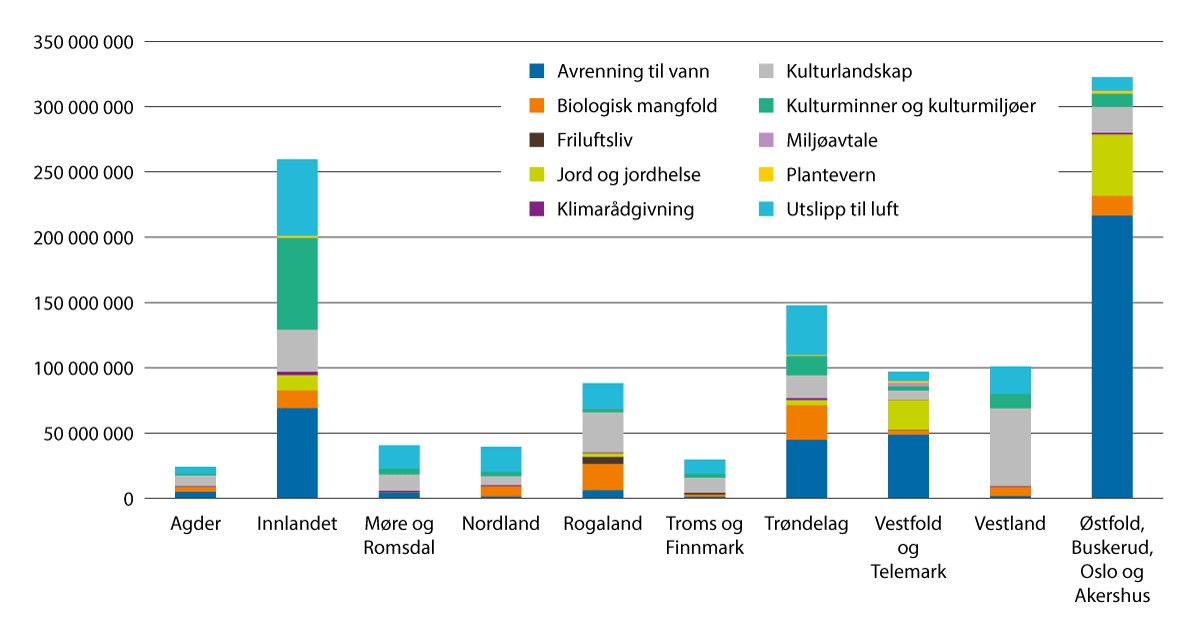 350 000 000
300 000 000
250 000 000
200 000 000
150 000 000
100 000 000
50 000 000
0
Avrenning til vann
Biologisk mangfold
Friluftsliv
Jord og jordhelse
Klimarådgivning
Kulturlandskap
Kulturminner og kulturmiljøer
Miljøavtale
Plantevern
Utslipp til luft
Agder
Innlandet
Møre og
Romsdal
Nordland
Rogaland
Troms og
Finnmark
Trøndelag
Vestfold
og
Telemark
Vestland
Østfold,
Buskerud,
Oslo og
Akershus